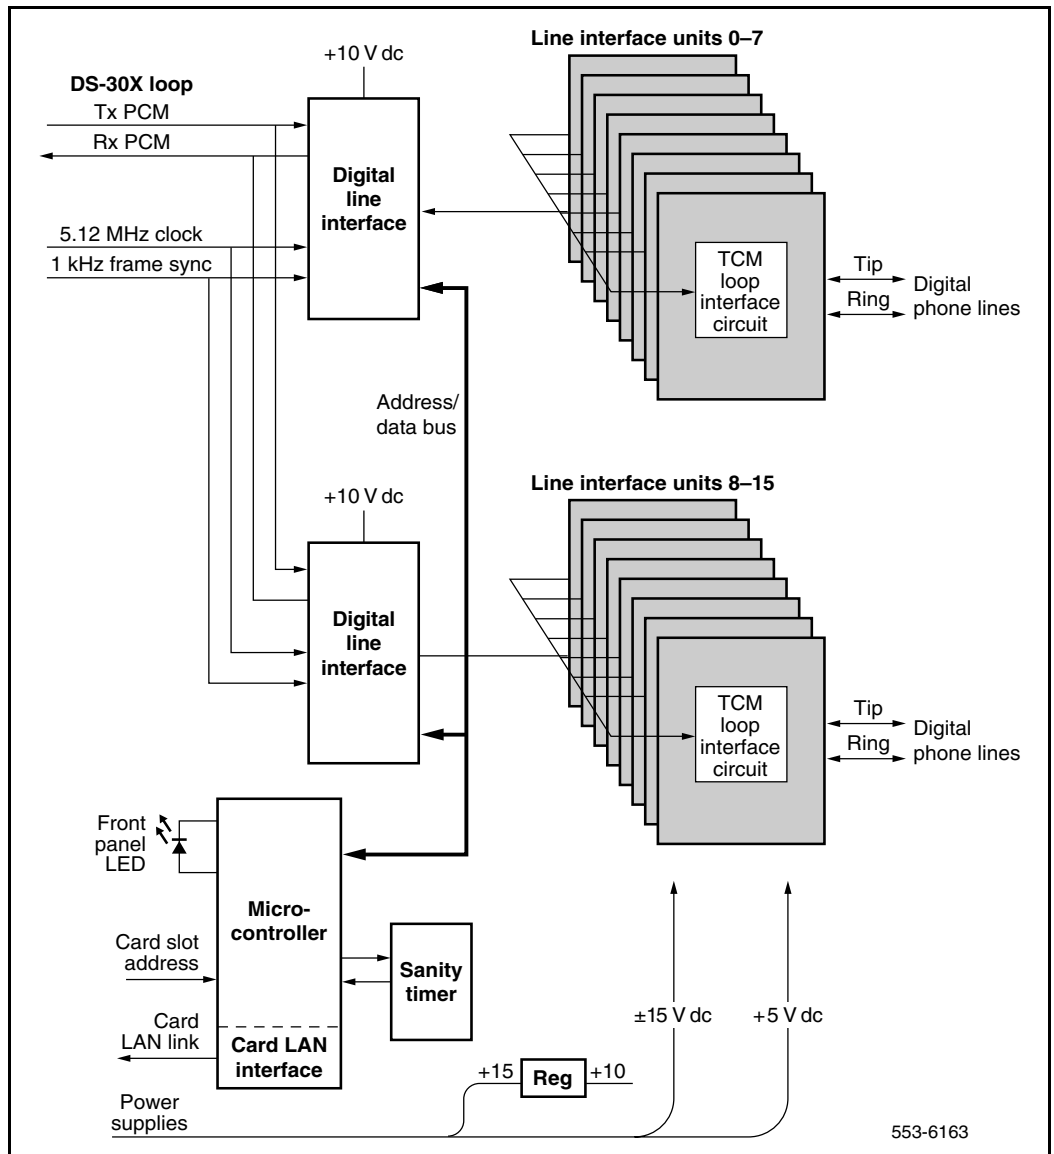 Line interface units 0–7
+10 V dc
DS-30X loop
Tx PCM
Rx PCM
Digital
line
interface
5.12 MHz clock
1 kHz frame sync
TCM
loop
interface
circuit
Tip
Ring
Digital
phone lines
Address/
data bus
Line interface units 8–15
+10 V dc
Digital
line
interface
TCM
loop
interface
circuit
Tip
Ring
Digital
phone lines
Front
panel
LED
Micro-
controller
Card slot
address
Sanity
timer
Card
LAN link
Card LAN
interface
±15 V dc
+5 V dc
+15
Reg
+10
Power
supplies
553-6163